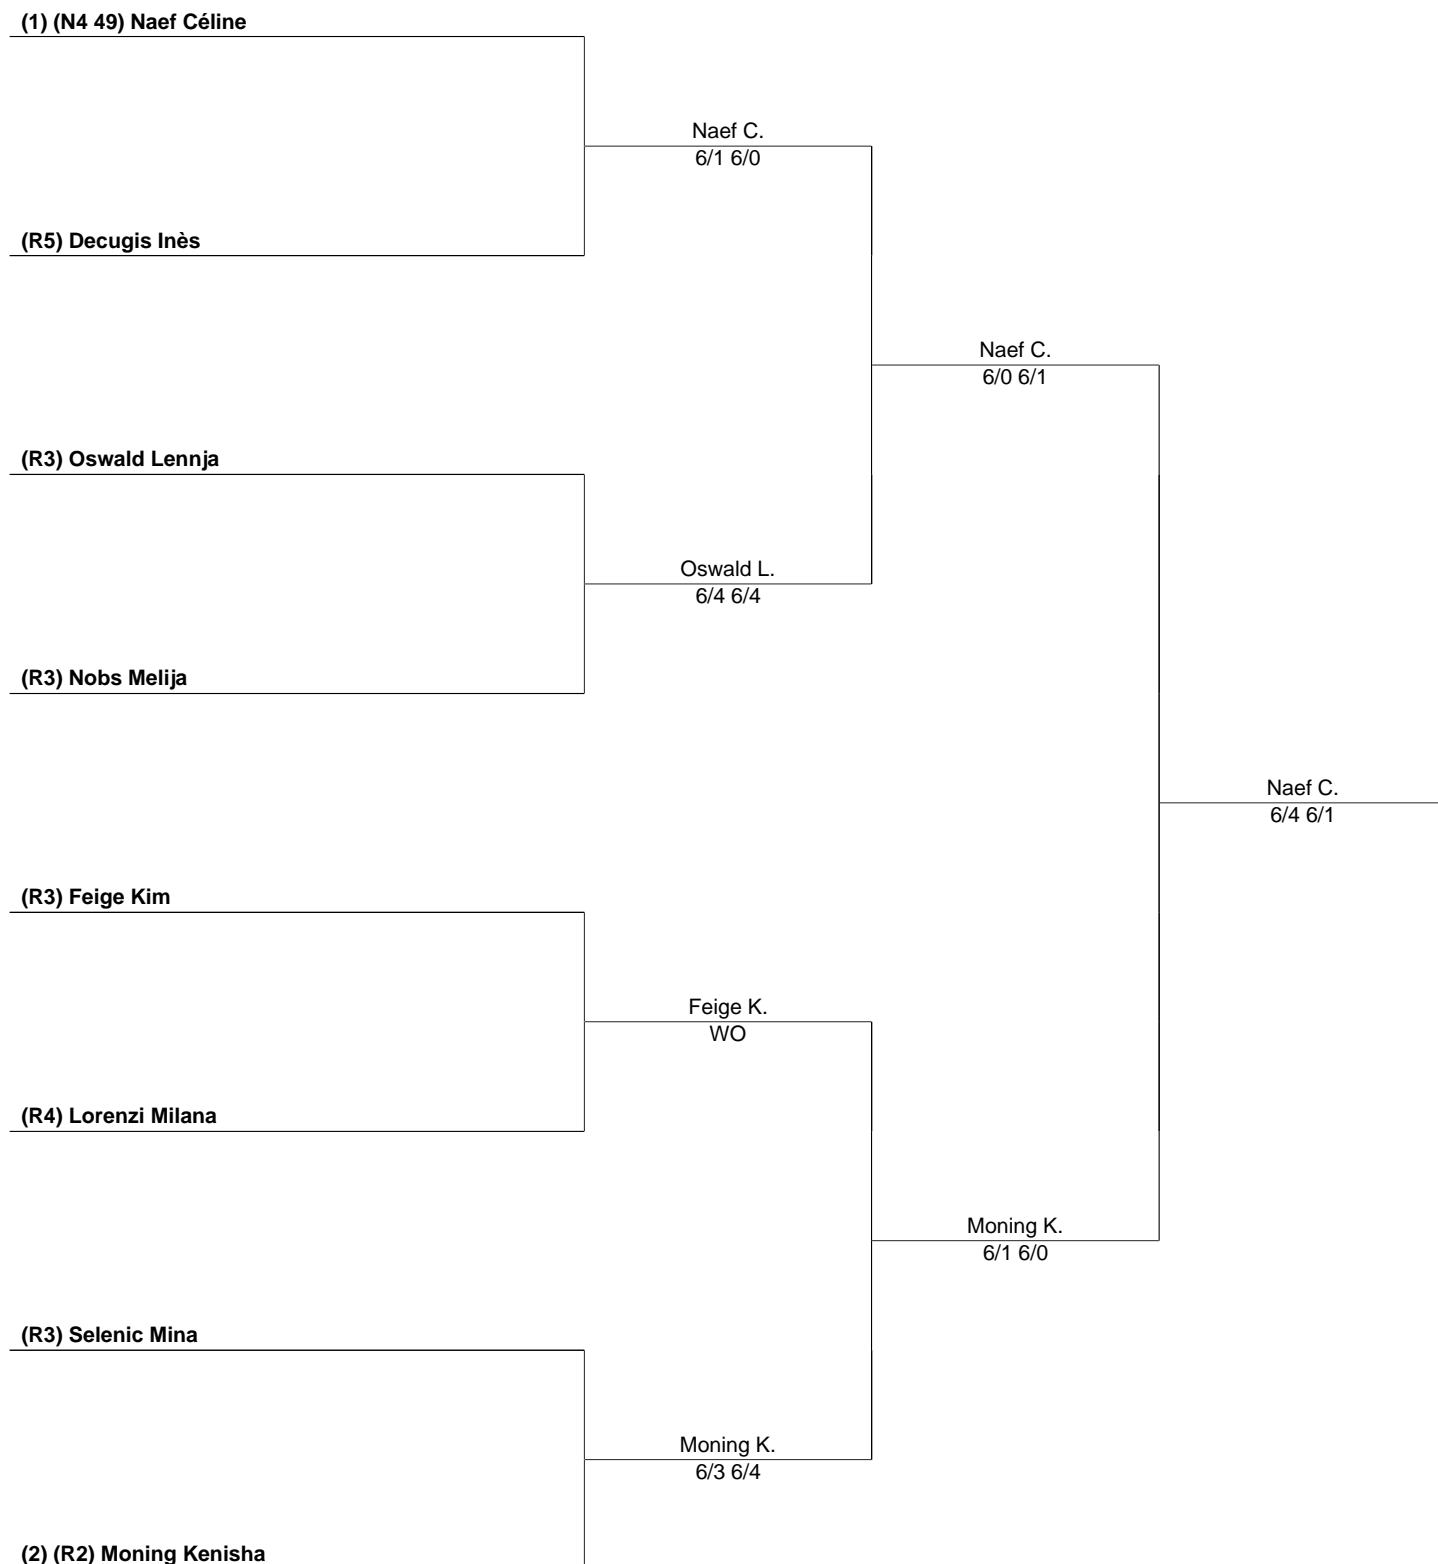 (1) (N4 49) Naef Céline
Naef C.
6/1 6/0
(R5) Decugis Inès
Naef C.
6/0 6/1
(R3) Oswald Lennja
Oswald L.
6/4 6/4
(R3) Nobs Melija
Naef C.
6/4 6/1
(R3) Feige Kim
Feige K.
WO
(R4) Lorenzi Milana
Moning K.
6/1 6/0
(R3) Selenic Mina
Moning K.
6/3 6/4
(2) (R2) Moning Kenisha